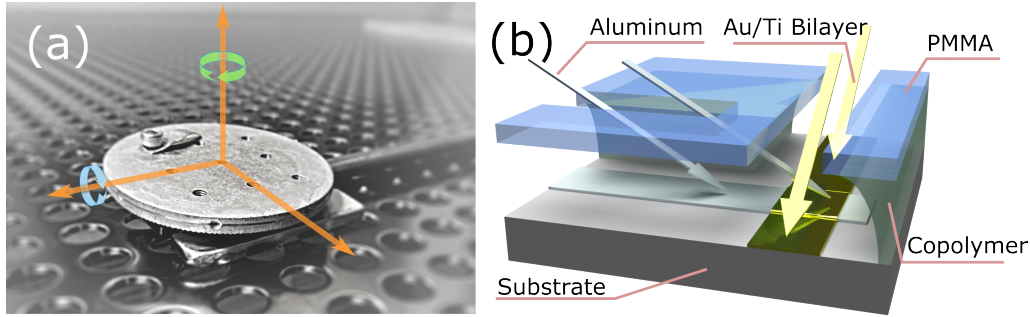 (a)
(b)
Aluminum
Au/Ti Bilayer
PMMA
Copolymer
Substrate